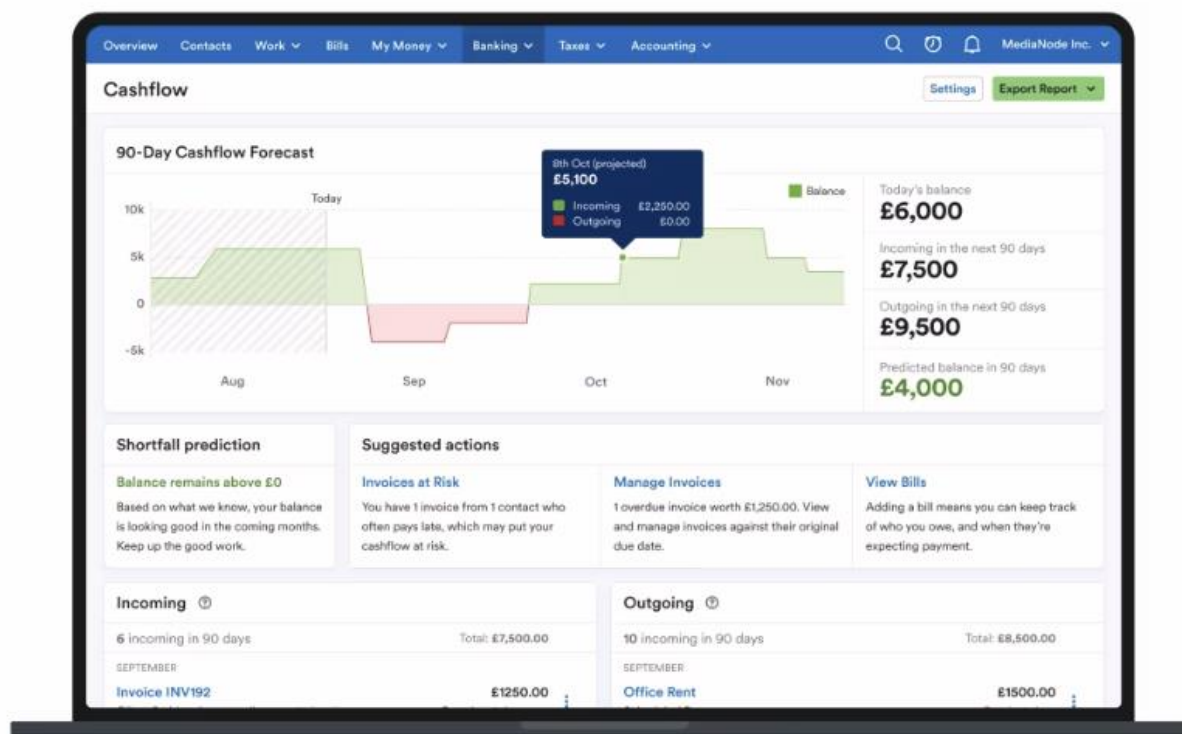 Overview Contacts Work Bills My Money Banking Taxes Accounting MediaNode Inc.
Cashflow
Settings
Export Report
90-Day Cashflow Forecast
8th Oct (projected)
£5,100
Incoming £2,250.00
Outgoing £0.00
Balance
Today
10k
5k
0
-5k
Aug Sep Oct Nov
Today's balance
£6,000
Incoming in the next 90 days
£7,500
Outgoing in the next 90 days
£9,500
Predicted balance in 90 days
£4,000
Shortfall prediction
Balance remains above £0
Based on what we know, your balance
is looking good in the coming months.
Keep up the good work.
Suggested actions
Invoices at Risk
You have 1 invoice from 1 contact who
often pays late, which may put your
cashflow at risk.
Manage Invoices
1 overdue invoice worth £1,250.00. View
and manage invoices against their original
due date.
View Bills
Adding a bill means you can keep track
of who you owe, and when they're
expecting payment.
Incoming
6 incoming in 90 days Total: £7,500.00
SEPTEMBER
Invoice INV192 £1250.00
Outgoing
10 incoming in 90 days Total: £8,500.00
SEPTEMBER
Office Rent £1500.00